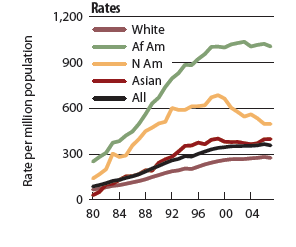 Rates
1,200
900
600
300
0
Rate per million population
White
Af Am
N Am
Asian
All
80 84 88 92 96 00 04